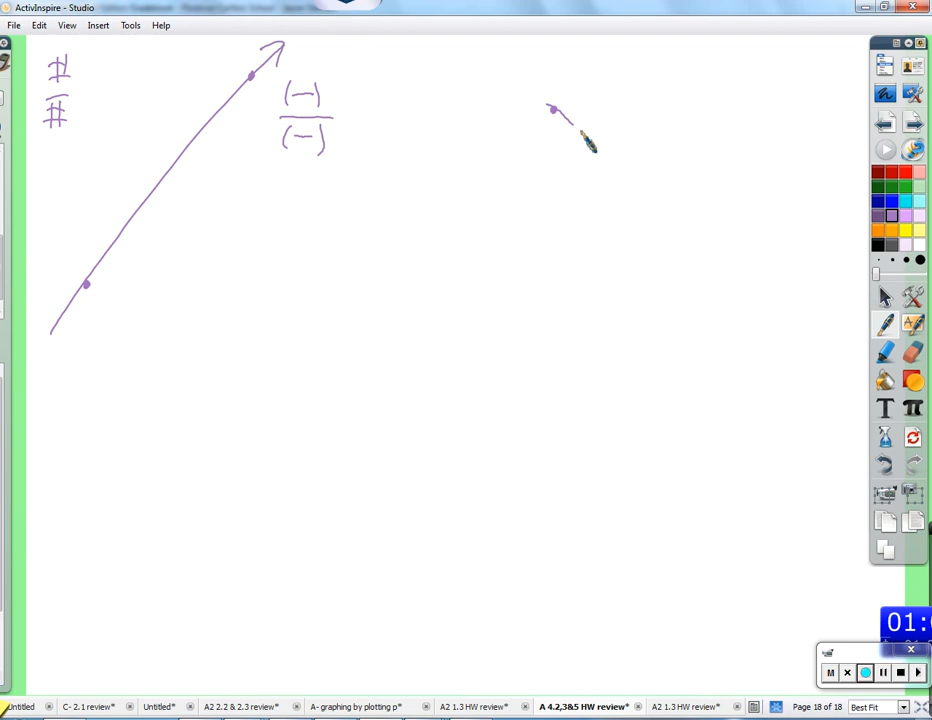 ActivInspire - Studio
File Edit View Insert Tools Help
#
#
(-)
(-)
A
T π
01:
M
Untitled C- 2.1 review* Untitled* A2 2.2 & 2.3 review* A- graphing by plotting p* A2 1.3 HW review* A 4.2,3&5 HW review* A2 1.3 HW review* Page 18 of 18 Best Fit